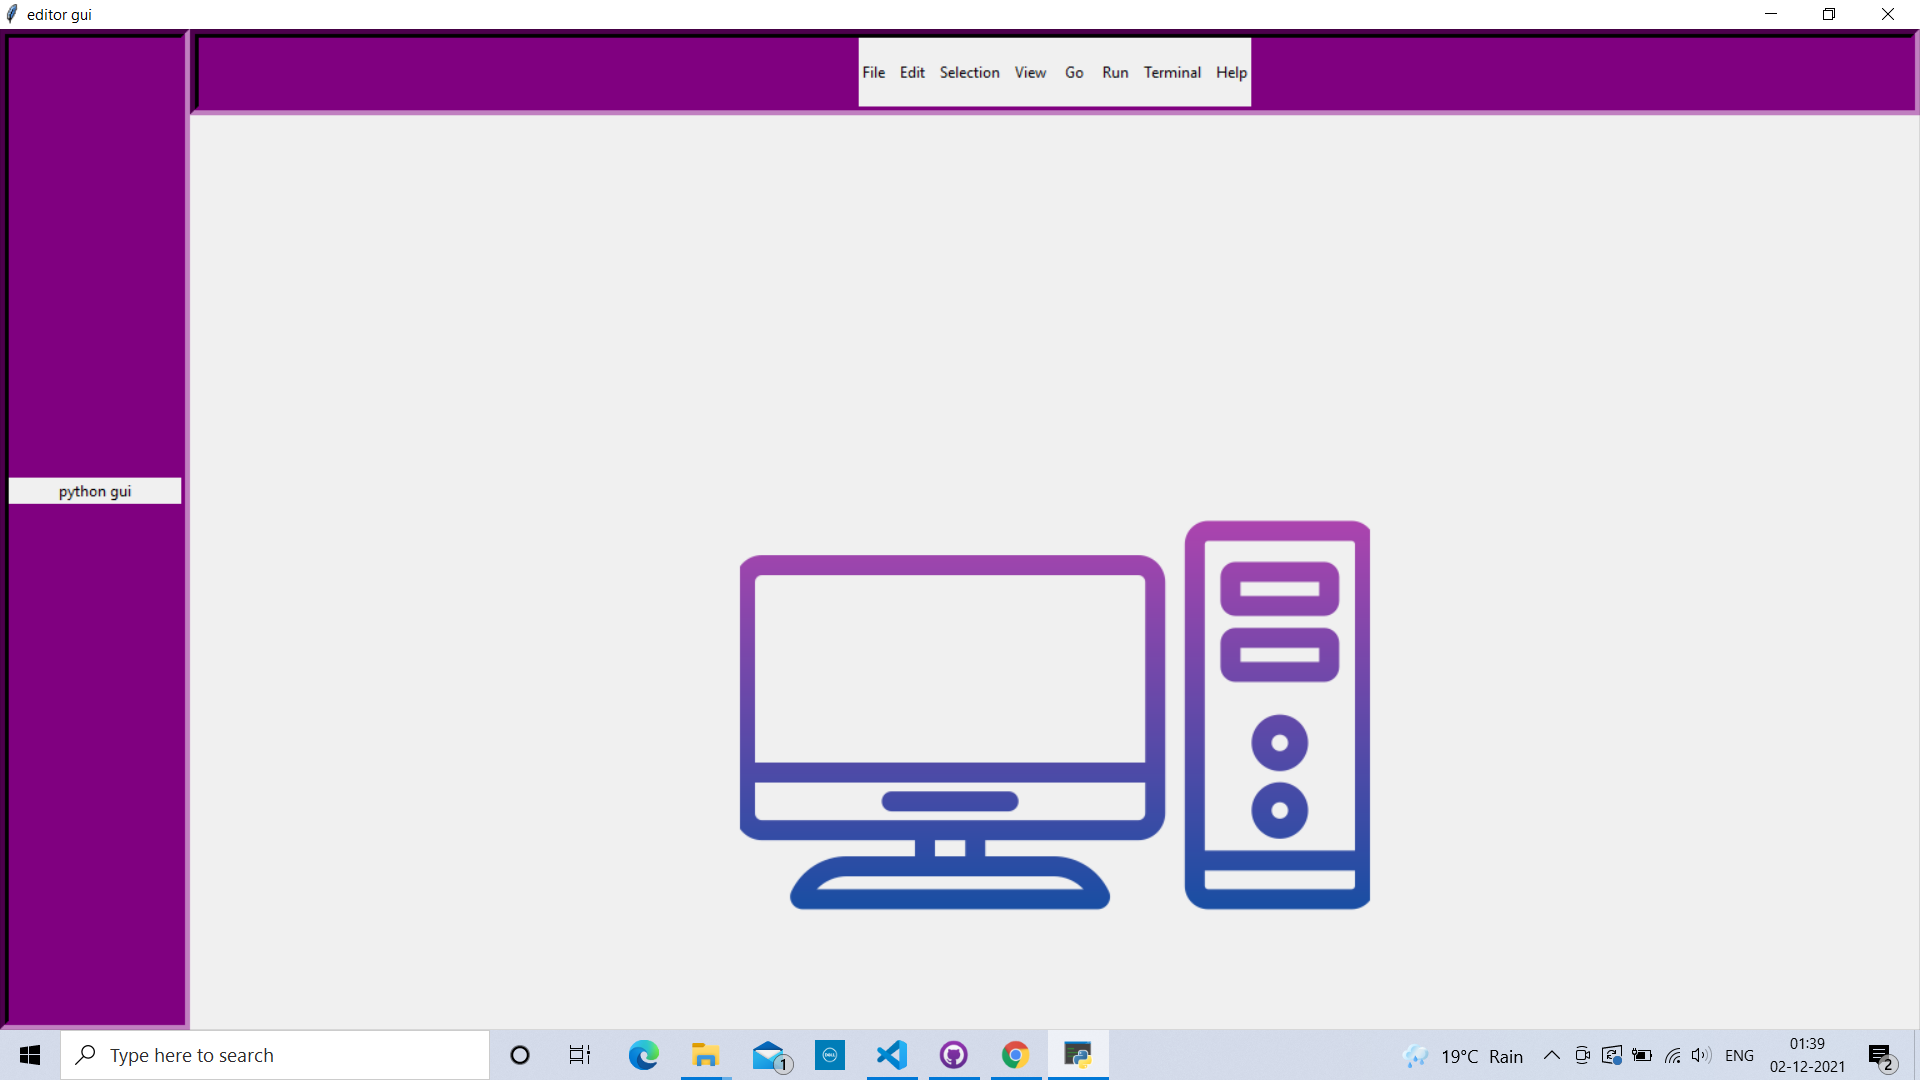 editor gui
File Edit Selection View Go Run Terminal Help
python gui
Type here to search
1
DELL
19°C Rain
ENG
01:39
02-12-2021
2